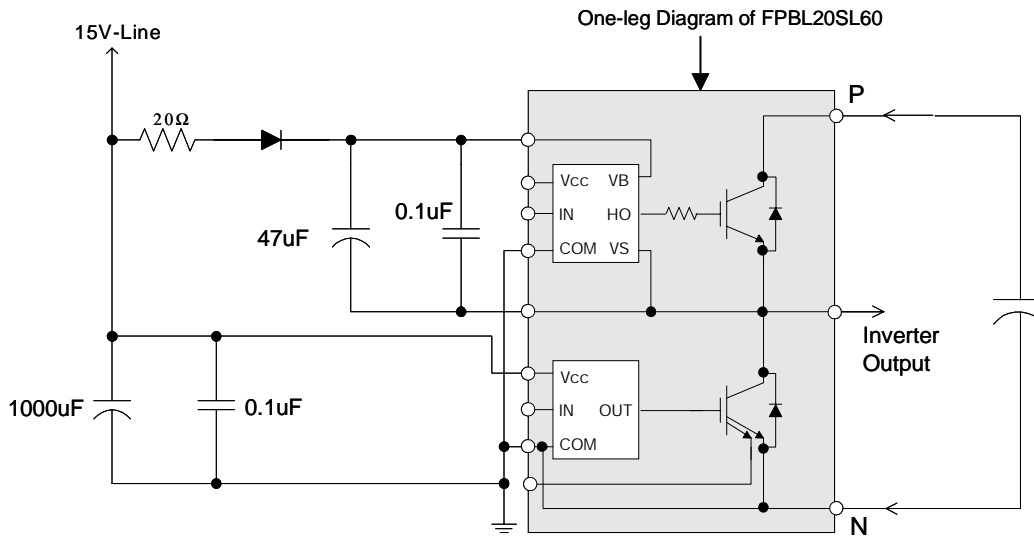 One-leg Diagram of FPBL20SL60
15V-Line
P
20Ω
Vcc VB
0.1uF
IN HO
47uF
COM VS
Inverter
Output
Vcc
1000uF
0.1uF
IN OUT
COM
N